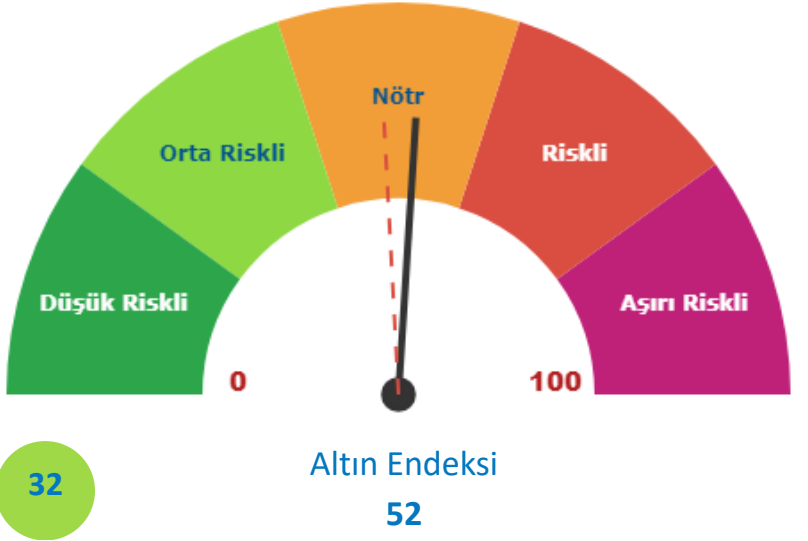 Nötr
Orta Riskli
Riskli
Düşük Riskli
Aşırı Riskli
0
100
Altın Endeksi
32
52